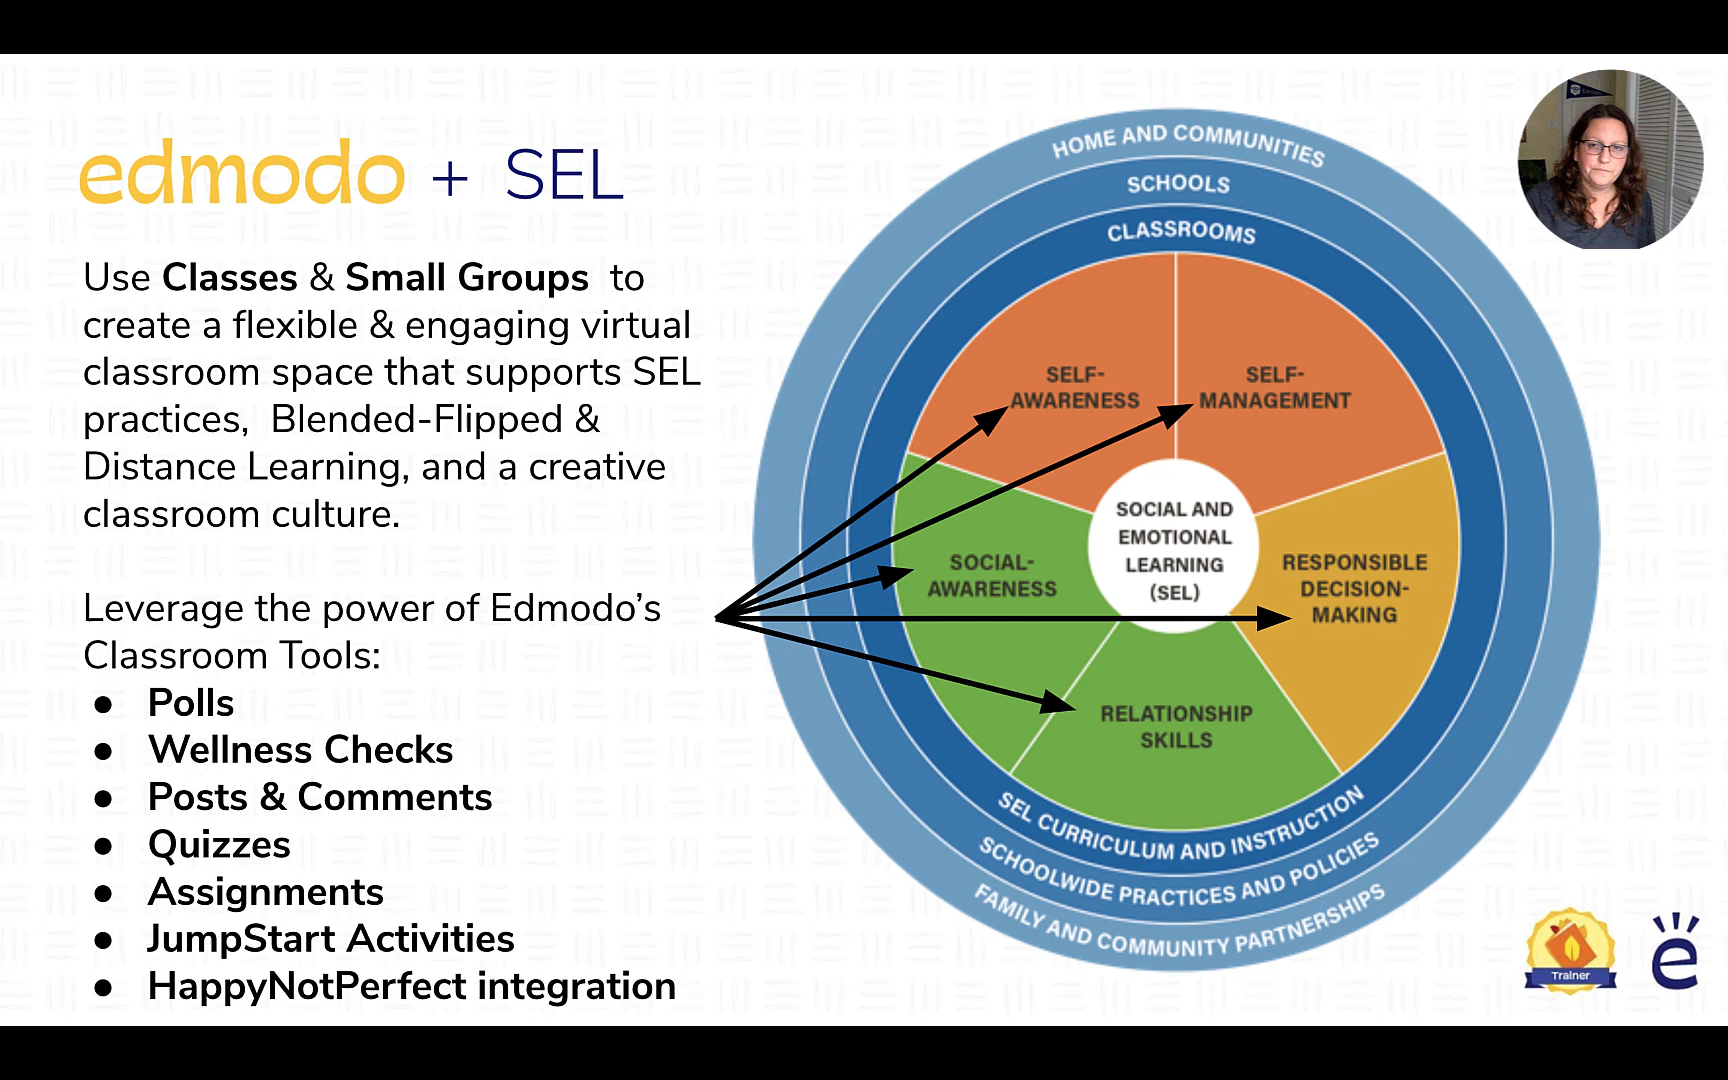 edmodo + SEL
Use Classes & Small Groups to
create a flexible & engaging virtual
classroom space that supports SEL
practices, Blended-Flipped &
Distance Learning, and a creative
classroom culture.
Leverage the power of Edmodo’s
Classroom Tools:
● Polls
● Wellness Checks
● Posts & Comments
● Quizzes
● Assignments
● JumpStart Activities
● HappyNotPerfect integration
HOME AND COMMUNITIES
SCHOOLS
CLASSROOMS
SELF-
AWARENESS
SELF-
MANAGEMENT
SOCIAL-
AWARENESS
SOCIAL AND
EMOTIONAL
LEARNING
(SEL)
RESPONSIBLE
DECISION-
MAKING
RELATIONSHIP
SKILLS
SEL CURRICULUM AND INSTRUCTION
SCHOOLWIDE PRACTICES AND POLICIES
FAMILY AND COMMUNITY PARTNERSHIPS
Trainer
e